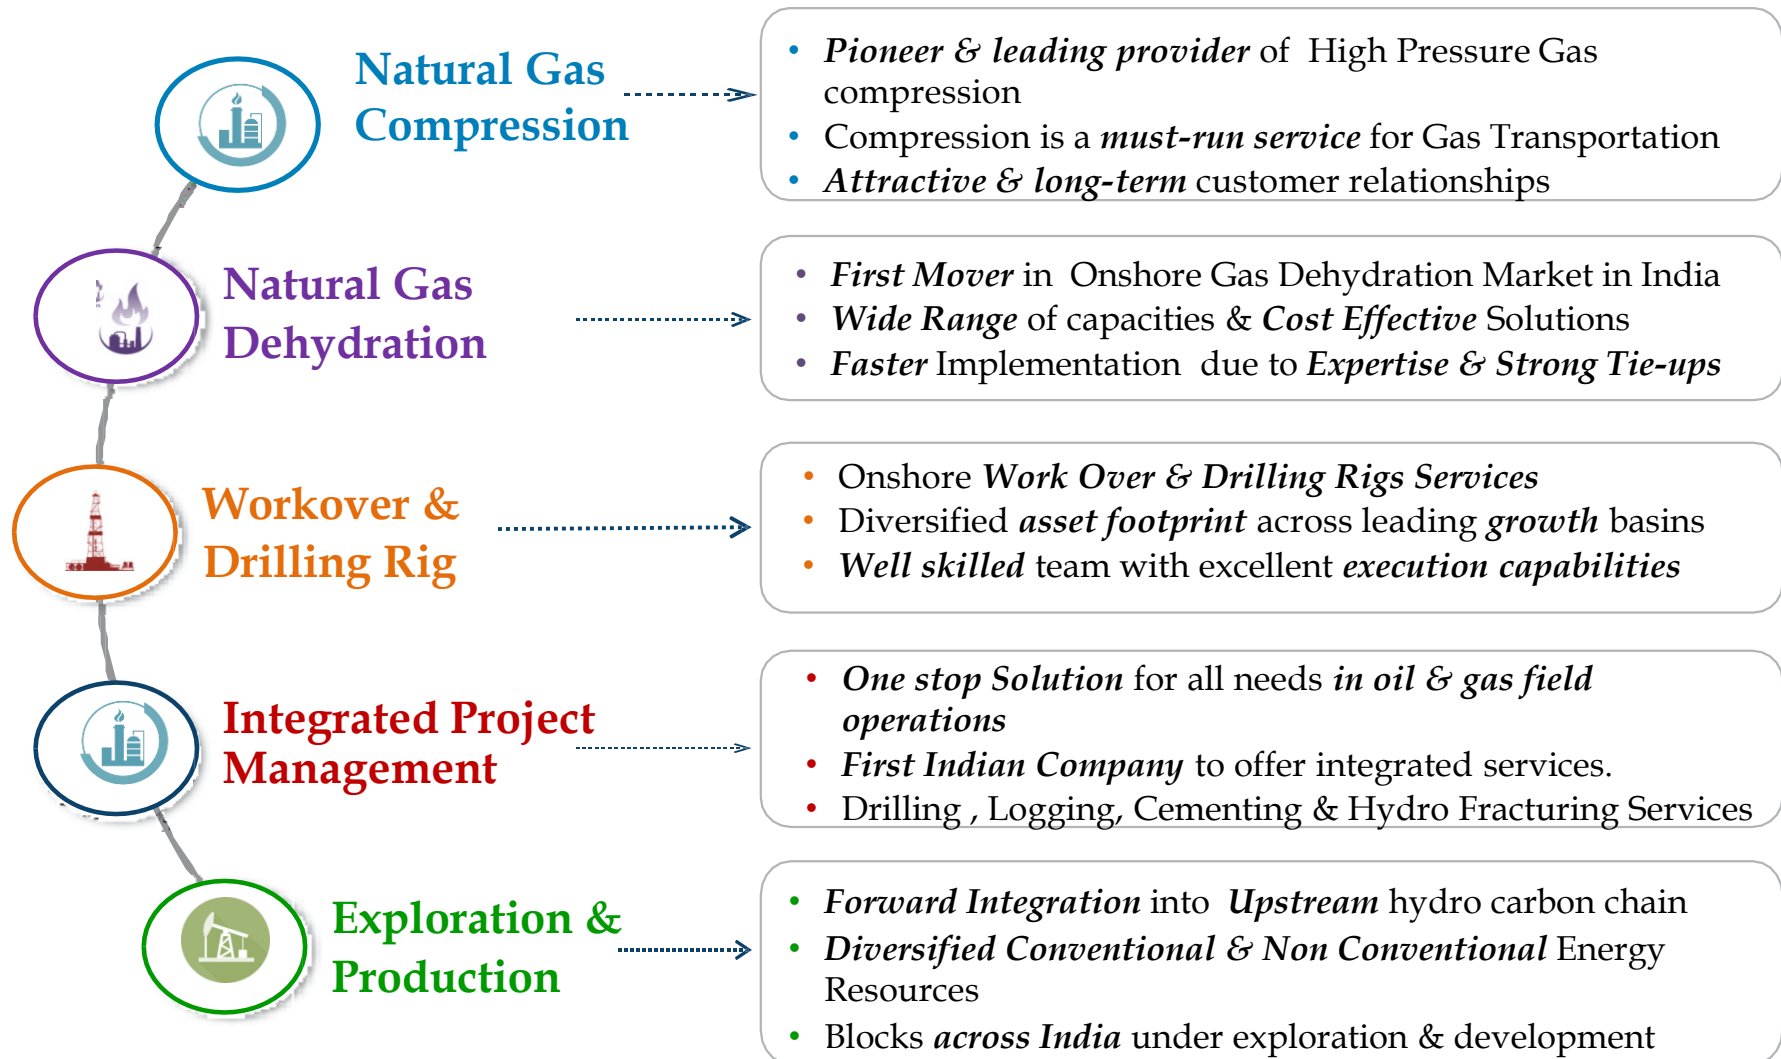 Natural Gas
Compression
• Pioneer & leading provider of High Pressure Gas
compression
• Compression is a must-run service for Gas Transportation
• Attractive & long-term customer relationships
Natural Gas
Dehydration
• First Mover in Onshore Gas Dehydration Market in India
• Wide Range of capacities & Cost Effective Solutions
• Faster Implementation due to Expertise & Strong Tie-ups
Workover &
Drilling Rig
• Onshore Work Over & Drilling Rigs Services
• Diversified asset footprint across leading growth basins
• Well skilled team with excellent execution capabilities
Integrated Project
Management
• One stop Solution for all needs in oil & gas field
operations
• First Indian Company to offer integrated services.
• Drilling , Logging, Cementing & Hydro Fracturing Services
Exploration &
Production
• Forward Integration into Upstream hydro carbon chain
• Diversified Conventional & Non Conventional Energy
Resources
• Blocks across India under exploration & development